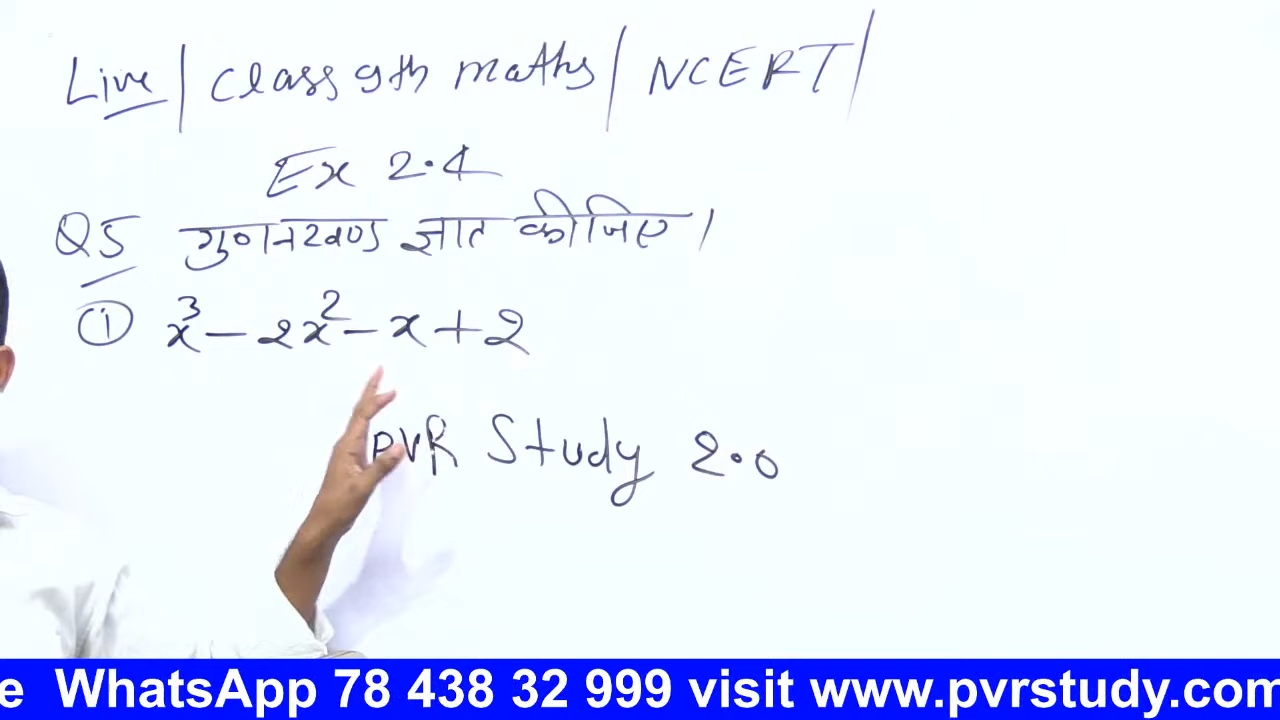 Live | Class 9th maths | NCERT |
Ex 2.4
Q5 गुणनखण्ड ज्ञात कीजिए।
① x³ - 2x² - x + 2
PVR Study 2.0
e WhatsApp 78 438 32 999 visit www.pvrstudy.com